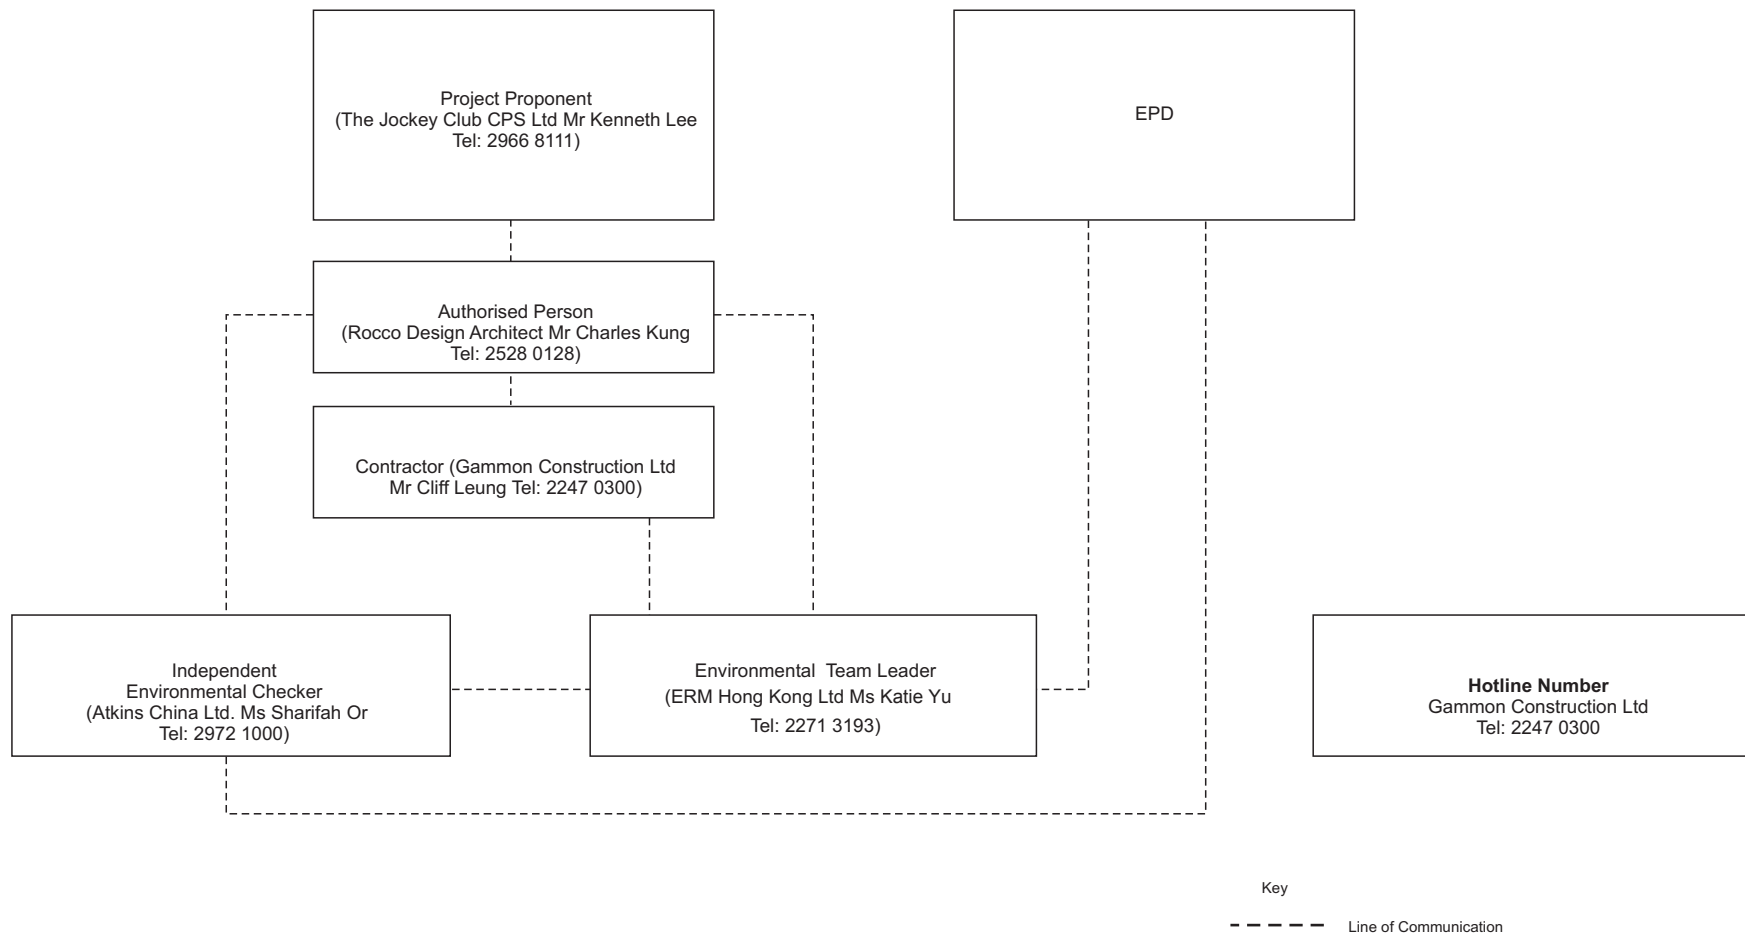 Project Proponent
(The Jockey Club CPS Ltd Mr Kenneth Lee
Tel: 2966 8111)
EPD
Authorised Person
(Rocco Design Architect Mr Charles Kung
Tel: 2528 0128)
Contractor (Gammon Construction Ltd
Mr Cliff Leung Tel: 2247 0300)
Independent
Environmental Checker
(Atkins China Ltd. Ms Sharifah Or
Tel: 2972 1000)
Environmental Team Leader
(ERM Hong Kong Ltd Ms Katie Yu
Tel: 2271 3193)
Hotline Number
Gammon Construction Ltd
Tel: 2247 0300
Key
Line of Communication